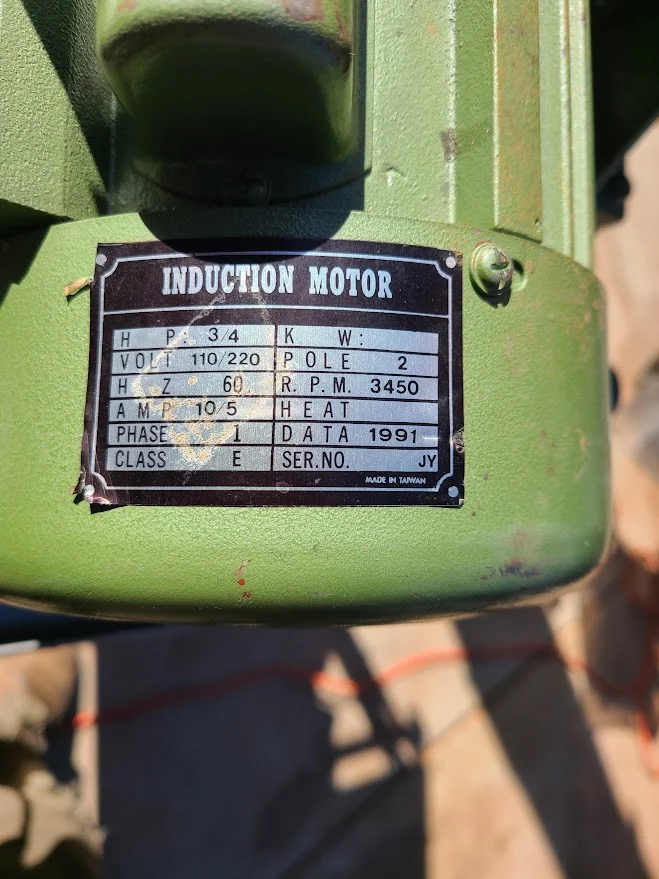 INDUCTION MOTOR
H P: 3/4 K W:
VOLT 110/220 POLE 2
H Z 60 R.P.M. 3450
AMP 10/5 HEAT
PHASE 1 DATA 1991
CLASS E SER.NO. JY
MADE IN TAIWAN